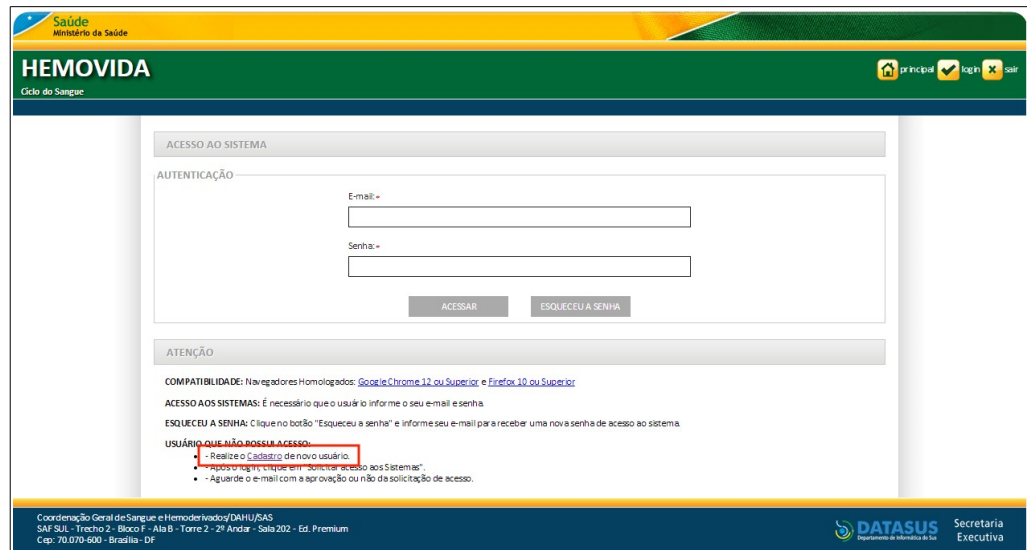 Saúde
Ministério da Saúde
HEMOVIDA
principal login sair
Ciclo do Sangue
ACESSO AO SISTEMA
AUTENTICAÇÃO
E-mail:*
Senha:*
ACESSAR ESQUECEU A SENHA
ATENÇÃO
COMPATIBILIDADE: Navegadores Homologados: Google Chrome 12 ou Superior e Firefox 10 ou Superior
ACESSO AOS SISTEMAS: É necessário que o usuário informe o seu e-mail e senha.
ESQUECEU A SENHA: Clique no botão "Esqueceu a senha" e informe seu e-mail para receber uma nova senha de acesso ao sistema.
USUÁRIO QUE NÃO POSSUI ACESSO:
- Realize o Cadastro de novo usuário.
- Após o login, clique em "Solicitar acesso aos Sistemas".
- Aguarde o e-mail com a aprovação ou não da solicitação de acesso.
Coordenação Geral de Sangue e Hemoderivados/DAHU/SAS
SAF SUL - Trecho 2 - Bloco F - Ala B - Torre 2 - 2º Andar - Sala 202 - Ed. Premium
Cep: 70.070-600 - Brasília - DF
DATASUS
Departamento de Informática do Sus
Secretaria
Executiva